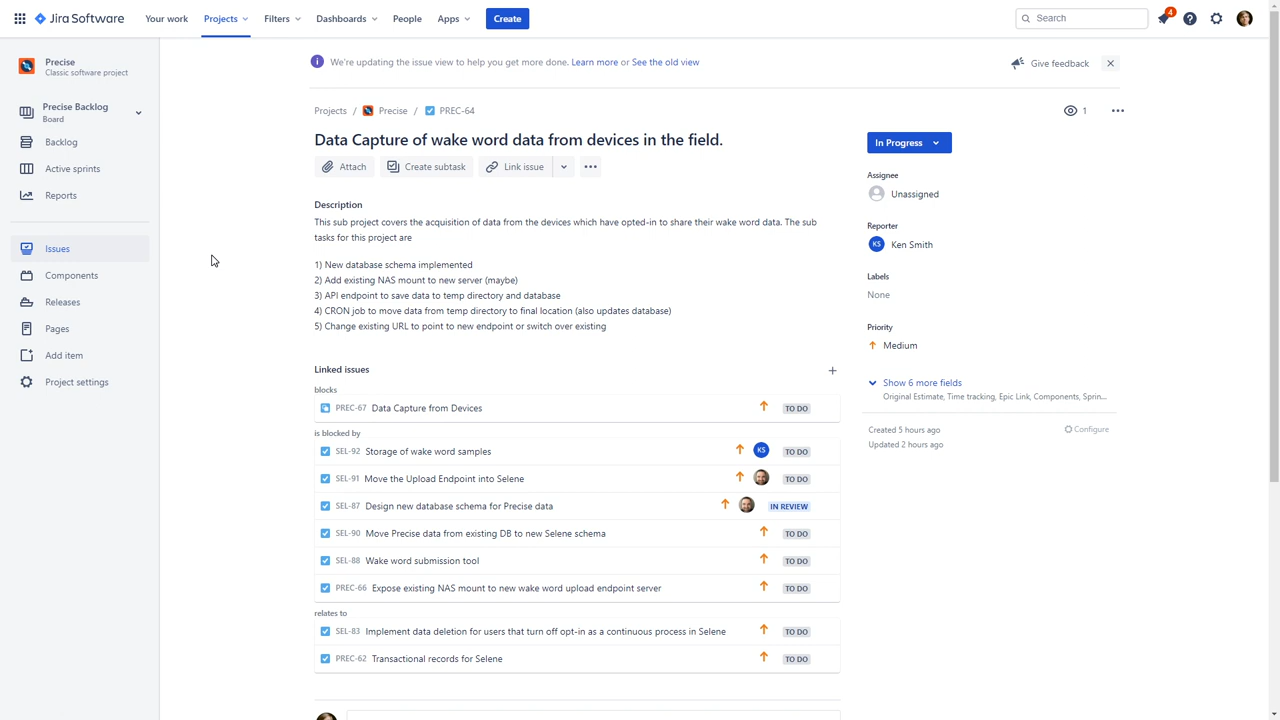 Jira Software Your work Projects Filters Dashboards People Apps Create Search 4
Precise
Classic software project
Precise Backlog
Board
Backlog
Active sprints
Reports
Issues
Components
Releases
Pages
Add item
Project settings
We're updating the issue view to help you get more done. Learn more or See the old view
Give feedback
Projects / Precise / PREC-64
1
Data Capture of wake word data from devices in the field.
Attach Create subtask Link issue
Description
This sub project covers the acquisition of data from the devices which have opted-in to share their wake word data. The sub
tasks for this project are
1) New database schema implemented
2) Add existing NAS mount to new server (maybe)
3) API endpoint to save data to temp directory and database
4) CRON job to move data from temp directory to final location (also updates database)
5) Change existing URL to point to new endpoint or switch over existing
Linked issues
blocks
PREC-67 Data Capture from Devices TO DO
is blocked by
SEL-92 Storage of wake word samples KS TO DO
SEL-91 Move the Upload Endpoint into Selene TO DO
SEL-87 Design new database schema for Precise data IN REVIEW
SEL-90 Move Precise data from existing DB to new Selene schema TO DO
SEL-88 Wake word submission tool TO DO
PREC-66 Expose existing NAS mount to new wake word upload endpoint server TO DO
relates to
SEL-83 Implement data deletion for users that turn off opt-in as a continuous process in Selene TO DO
PREC-62 Transactional records for Selene TO DO
In Progress
Assignee
Unassigned
Reporter
KS Ken Smith
Labels
None
Priority
Medium
Show 6 more fields
Original Estimate, Time tracking, Epic Link, Components, Sprin...
Created 5 hours ago
Configure
Updated 2 hours ago